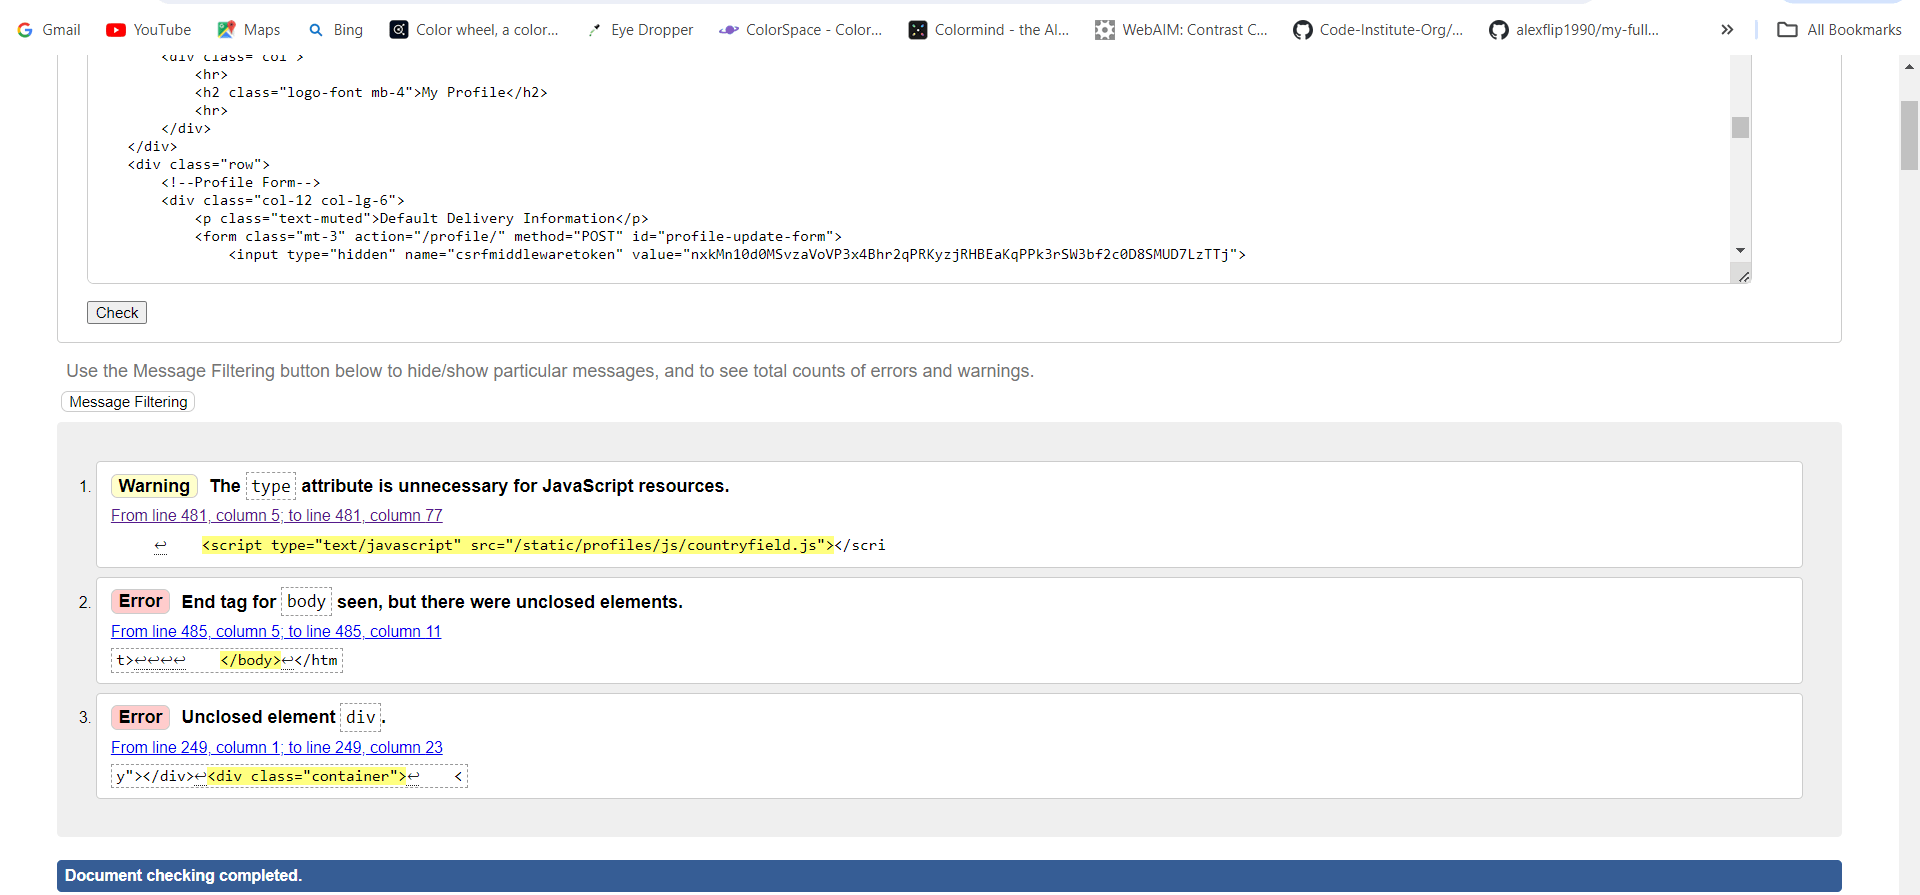 Gmail YouTube Maps Bing Color wheel, a color... Eye Dropper ColorSpace - Color... Colormind - the AI... WebAIM: Contrast C... Code-Institute-Org/... alexflip1990/my-full... » All Bookmarks
<div class="col">
<hr>
<h2 class="logo-font mb-4">My Profile</h2>
<hr>
</div>
</div>
<div class="row">
<!--Profile Form-->
<div class="col-12 col-lg-6">
<p class="text-muted">Default Delivery Information</p>
<form class="mt-3" action="/profile/" method="POST" id="profile-update-form">
<input type="hidden" name="csrfmiddlewaretoken" value="nxkMn10d0MSvzaVoVP3x4Bhr2qPRKyzjRHBEaKqPPk3rSW3bf2c0D8SMUD7LzTTj">
Check
Use the Message Filtering button below to hide/show particular messages, and to see total counts of errors and warnings.
Message Filtering
1. Warning The type attribute is unnecessary for JavaScript resources.
From line 481, column 5; to line 481, column 77
↩ <script type="text/javascript" src="/static/profiles/js/countryfield.js"></scri
2. Error End tag for body seen, but there were unclosed elements.
From line 485, column 5; to line 485, column 11
t>↩↩↩↩ </body>↩</htm
3. Error Unclosed element div.
From line 249, column 1; to line 249, column 23
y"></div>↩<div class="container">↩ <
Document checking completed.